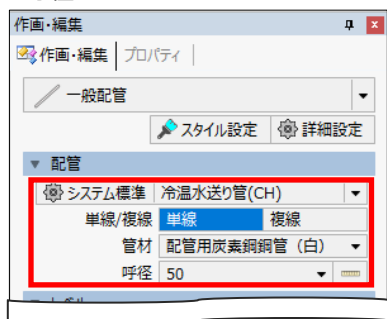 作画・編集
作画・編集 プロパティ
一般配管
スタイル設定 詳細設定
配管
システム標準 冷温水送り管(CH)
単線/複線 単線 複線
管材 配管用炭素鋼鋼管（白）
呼径 50